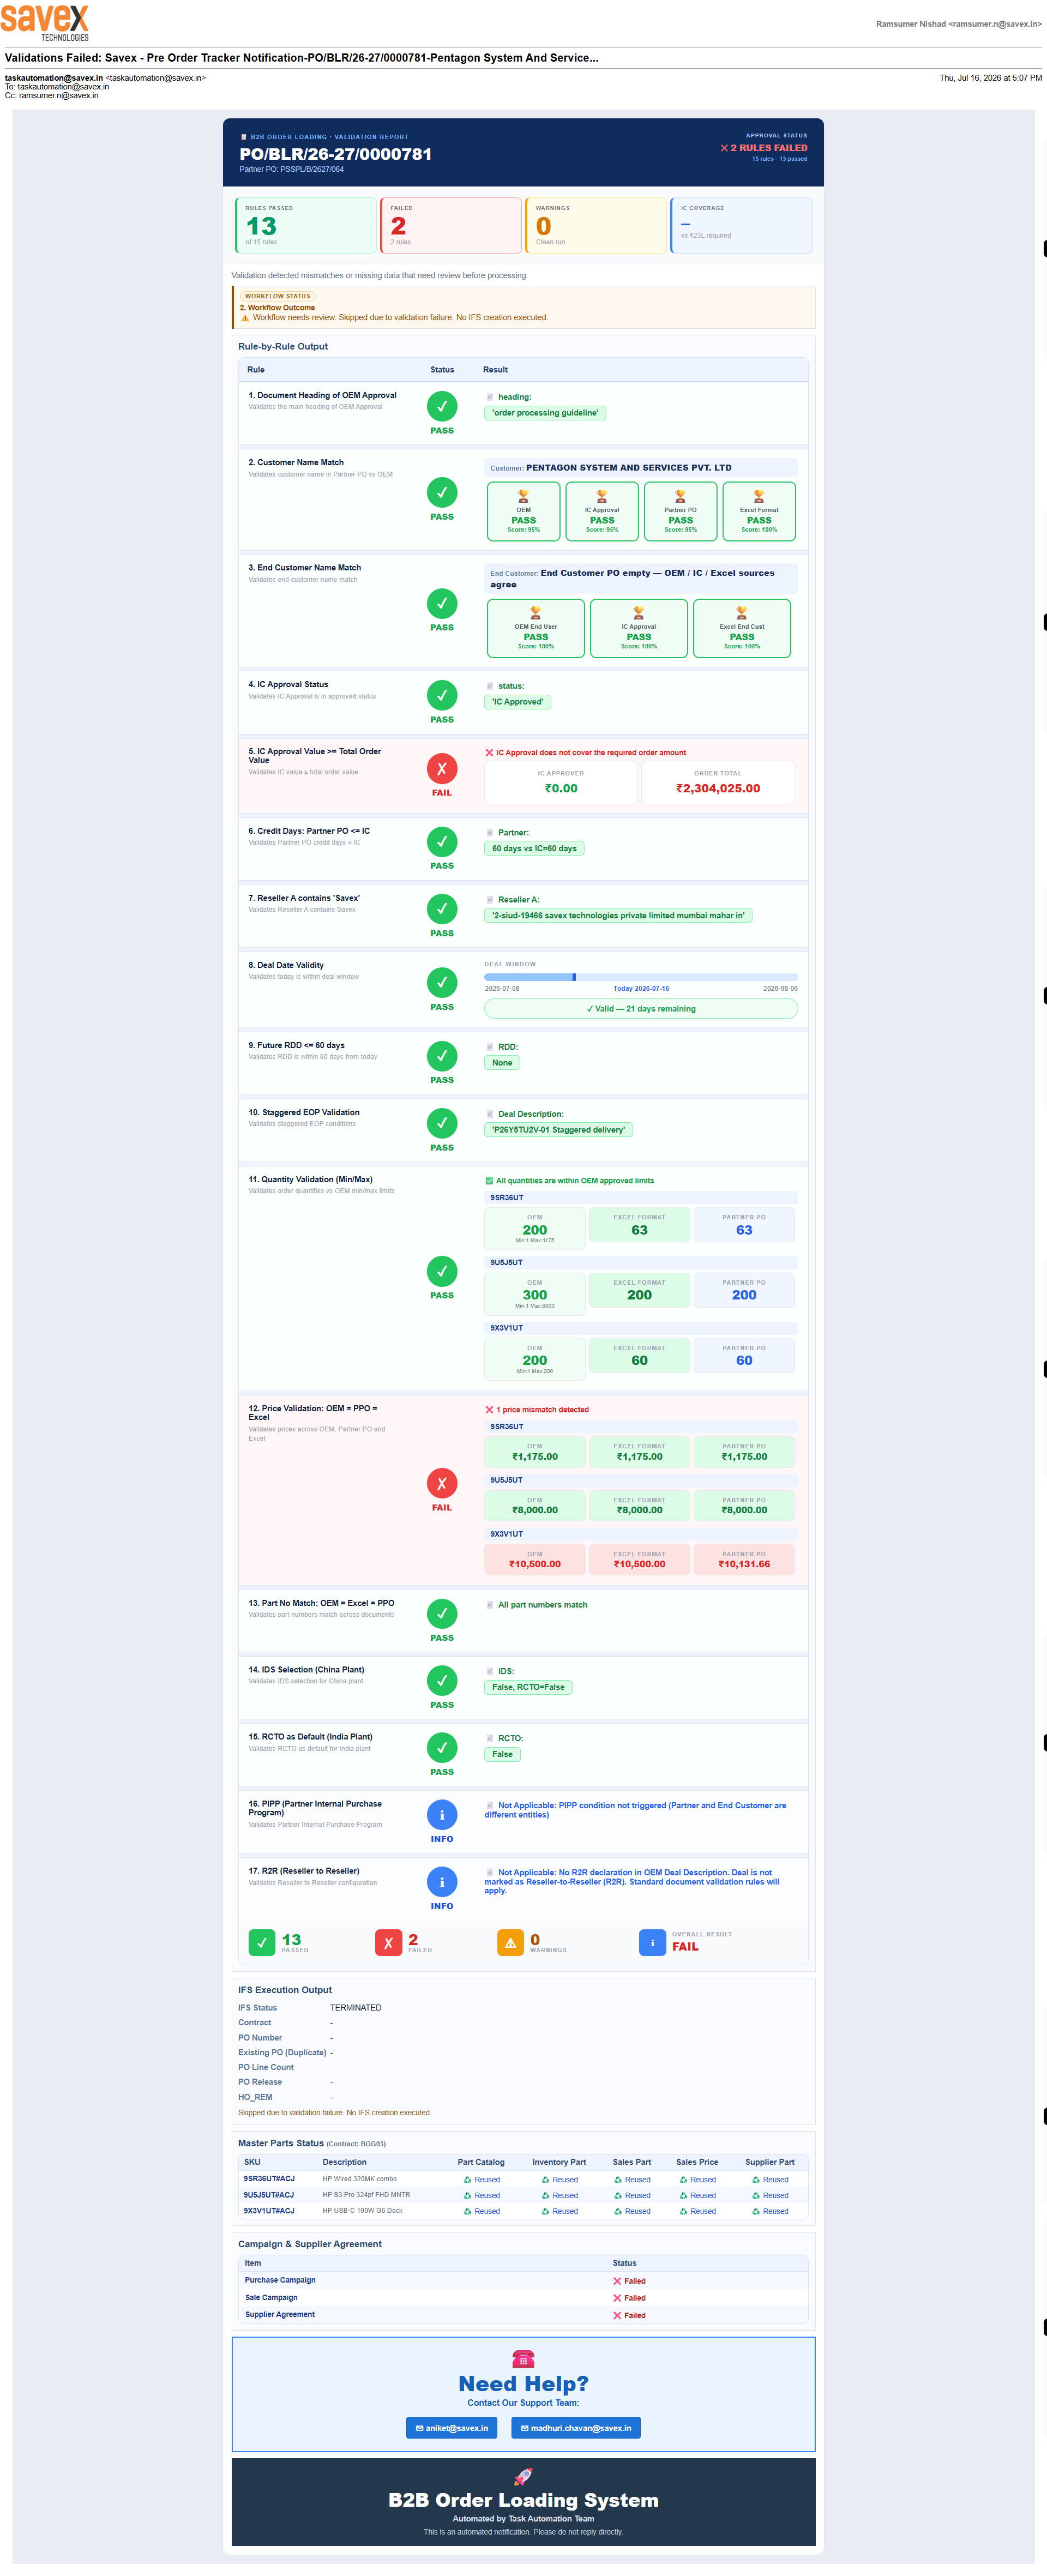 savex
TECHNOLOGIES
Ramsumer Nishad <ramsumer.n@savex.in>
Validations Failed: Savex - Pre Order Tracker Notification-PO/BLR/26-27/0000781-Pentagon System And Service...
taskautomation@savex.in <taskautomation@savex.in>
Thu, Jul 16, 2026 at 5:07 PM
To: taskautomation@savex.in
Cc: ramsumer.n@savex.in
B2B ORDER LOADING · VALIDATION REPORT
PO/BLR/26-27/0000781
Partner PO: PSSPL/B/2627/064
APPROVAL STATUS
❌ 2 RULES FAILED
15 rules · 13 passed
RULES PASSED
13
of 15 rules
FAILED
2
2 rules
WARNINGS
0
Clean run
IC COVERAGE
—
vs ₹23L required
Validation detected mismatches or missing data that need review before processing.
WORKFLOW STATUS
2. Workflow Outcome
⚠️ Workflow needs review. Skipped due to validation failure. No IFS creation executed.
Rule-by-Rule Output
Rule Status Result
1. Document Heading of OEM Approval
Validates the main heading of OEM Approval
✓
PASS
heading:
'order processing guideline'
2. Customer Name Match
Validates customer name in Partner PO vs OEM
✓
PASS
Customer: PENTAGON SYSTEM AND SERVICES PVT. LTD
OEM
PASS
Score: 95%
IC Approval
PASS
Score: 95%
Partner PO
PASS
Score: 95%
Excel Format
PASS
Score: 100%
3. End Customer Name Match
Validates end customer name match
✓
PASS
End Customer: End Customer PO empty — OEM / IC / Excel sources
agree
OEM End User
PASS
Score: 100%
IC Approval
PASS
Score: 100%
Excel End Cust
PASS
Score: 100%
4. IC Approval Status
Validates IC Approval is in approved status
✓
PASS
status:
'IC Approved'
5. IC Approval Value >= Total Order
Value
Validates IC value ≥ total order value
✗
FAIL
❌ IC Approval does not cover the required order amount
IC APPROVED
₹0.00
ORDER TOTAL
₹2,304,025.00
6. Credit Days: Partner PO <= IC
Validates Partner PO credit days ≤ IC
✓
PASS
Partner:
60 days vs IC=60 days
7. Reseller A contains 'Savex'
Validates Reseller A contains Savex
✓
PASS
Reseller A:
'2-siud-19466 savex technologies private limited mumbai mahar in'
8. Deal Date Validity
Validates today is within deal window
✓
PASS
DEAL WINDOW
2026-07-08 Today 2026-07-16 2026-08-06
✓ Valid — 21 days remaining
9. Future RDD <= 60 days
Validates RDD is within 60 days from today
✓
PASS
RDD:
None
10. Staggered EOP Validation
Validates staggered EOP conditions
✓
PASS
Deal Description:
'P26Y5TU2V-01 Staggered delivery'
11. Quantity Validation (Min/Max)
Validates order quantities vs OEM min/max limits
✓
PASS
✅ All quantities are within OEM approved limits
9SR36UT
OEM
200
Min:1 Max:1175
EXCEL FORMAT
63
PARTNER PO
63
9U5J5UT
OEM
300
Min:1 Max:8000
EXCEL FORMAT
200
PARTNER PO
200
9X3V1UT
OEM
200
Min:1 Max:200
EXCEL FORMAT
60
PARTNER PO
60
12. Price Validation: OEM = PPO =
Excel
Validates prices across OEM, Partner PO and
Excel
✗
FAIL
❌ 1 price mismatch detected
9SR36UT
OEM
₹1,175.00
EXCEL FORMAT
₹1,175.00
PARTNER PO
₹1,175.00
9U5J5UT
OEM
₹8,000.00
EXCEL FORMAT
₹8,000.00
PARTNER PO
₹8,000.00
9X3V1UT
OEM
₹10,500.00
EXCEL FORMAT
₹10,500.00
PARTNER PO
₹10,131.66
13. Part No Match: OEM = Excel = PPO
Validates part numbers match across documents
✓
PASS
All part numbers match
14. IDS Selection (China Plant)
Validates IDS selection for China plant
✓
PASS
IDS:
False, RCTO=False
15. RCTO as Default (India Plant)
Validates RCTO as default for India plant
✓
PASS
RCTO:
False
16. PIPP (Partner Internal Purchase
Program)
Validates Partner Internal Purchase Program
i
INFO
Not Applicable: PIPP condition not triggered (Partner and End Customer are
different entities)
17. R2R (Reseller to Reseller)
Validates Reseller to Reseller configuration
i
INFO
Not Applicable: No R2R declaration in OEM Deal Description. Deal is not
marked as Reseller-to-Reseller (R2R). Standard document validation rules will
apply.
13
PASSED
2
FAILED
0
WARNINGS
OVERALL RESULT
FAIL
IFS Execution Output
IFS Status TERMINATED
Contract -
PO Number -
Existing PO (Duplicate) -
PO Line Count
PO Release -
HO_REM -
Skipped due to validation failure. No IFS creation executed.
Master Parts Status (Contract: BGG03)
SKU Description Part Catalog Inventory Part Sales Part Sales Price Supplier Part
9SR36UT#ACJ HP Wired 320MK combo Reused Reused Reused Reused Reused
9U5J5UT#ACJ HP S3 Pro 324pf FHD MNTR Reused Reused Reused Reused Reused
9X3V1UT#ACJ HP USB-C 100W G6 Dock Reused Reused Reused Reused Reused
Campaign & Supplier Agreement
Item Status
Purchase Campaign ❌ Failed
Sale Campaign ❌ Failed
Supplier Agreement ❌ Failed
Need Help?
Contact Our Support Team:
✉ aniket@savex.in ✉ madhuri.chavan@savex.in
B2B Order Loading System
Automated by Task Automation Team
This is an automated notification. Please do not reply directly.